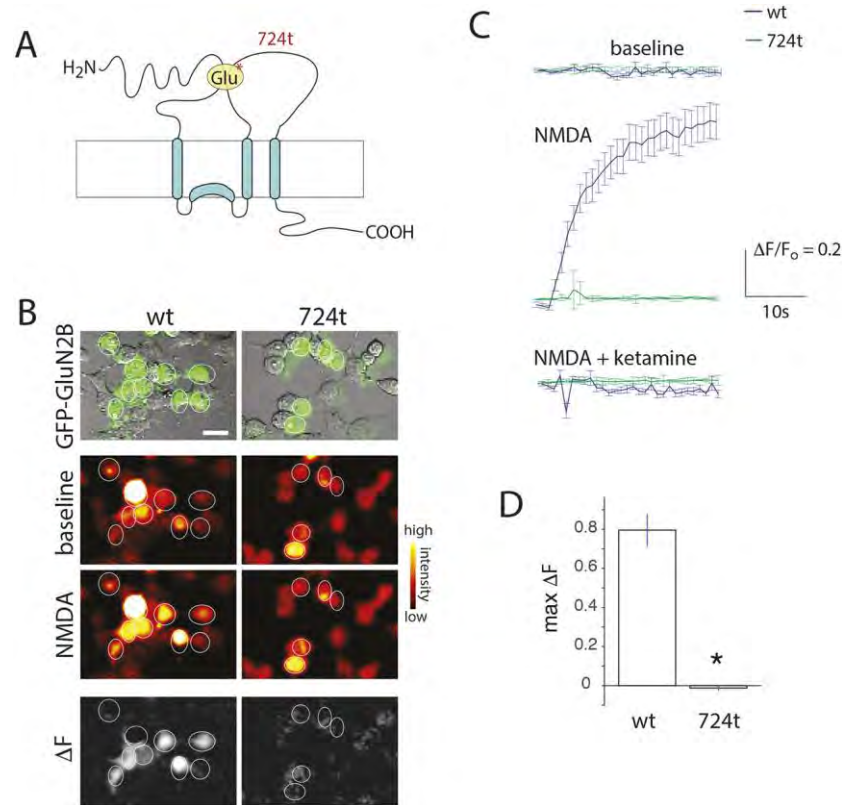 A
724t
H₂N
Glu
*
COOH
B
wt 724t
GFP-GluN2B
baseline
NMDA
ΔF
high
intensity
low
C
wt
724t
baseline
NMDA
ΔF/Fo = 0.2
10s
NMDA + ketamine
D
max ΔF
0.8
0.6
0.4
0.2
0
*
wt 724t